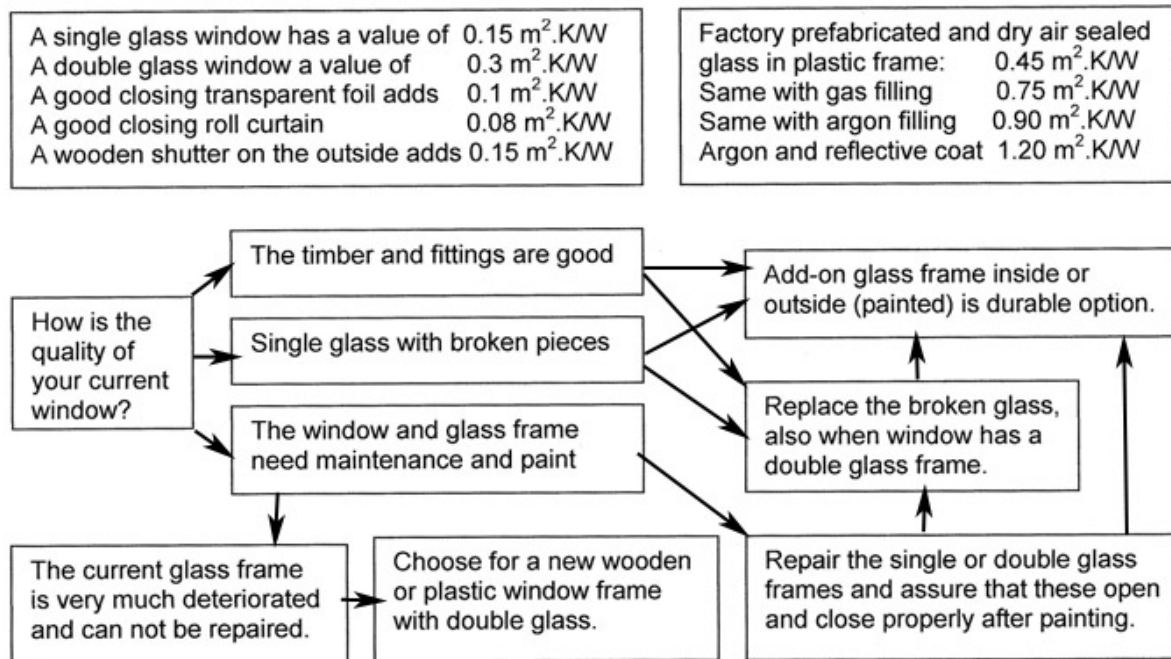 A single glass window has a value of 0.15 m².K/W
A double glass window a value of 0.3 m².K/W
A good closing transparent foil adds 0.1 m².K/W
A good closing roll curtain 0.08 m².K/W
A wooden shutter on the outside adds 0.15 m².K/W
Factory prefabricated and dry air sealed
glass in plastic frame: 0.45 m².K/W
Same with gas filling 0.75 m².K/W
Same with argon filling 0.90 m².K/W
Argon and reflective coat 1.20 m².K/W
How is the
quality of
your current
window?
The timber and fittings are good
Single glass with broken pieces
The window and glass frame
need maintenance and paint
Add-on glass frame inside or
outside (painted) is durable option.
Replace the broken glass,
also when window has a
double glass frame.
The current glass frame
is very much deteriorated
and can not be repaired.
Choose for a new wooden
or plastic window frame
with double glass.
Repair the single or double glass
frames and assure that these open
and close properly after painting.